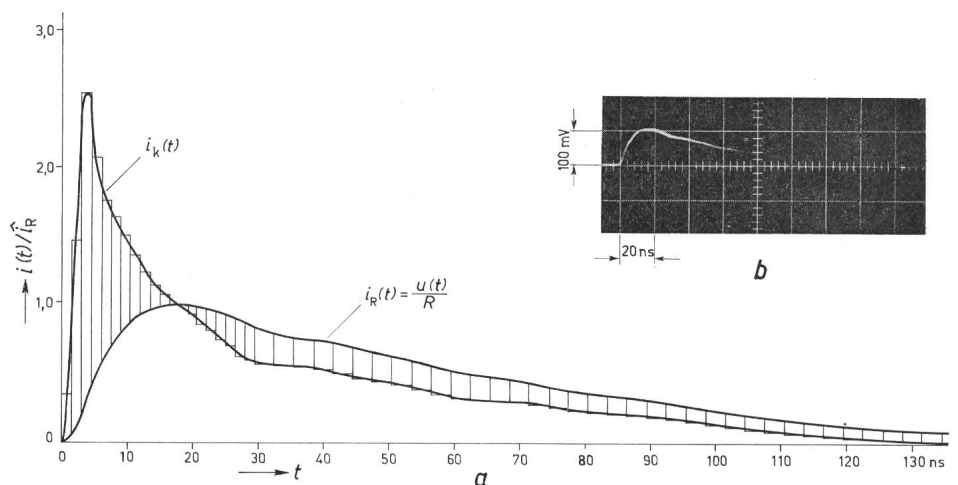 3,0
2,0
1,0
0
i(t)/î_R
i_k(t)
i_R(t) = u(t)/R
0 10 20 30 40 50 60 70 80 90 100 110 120 130 ns
t
a
100 mV
20 ns
b